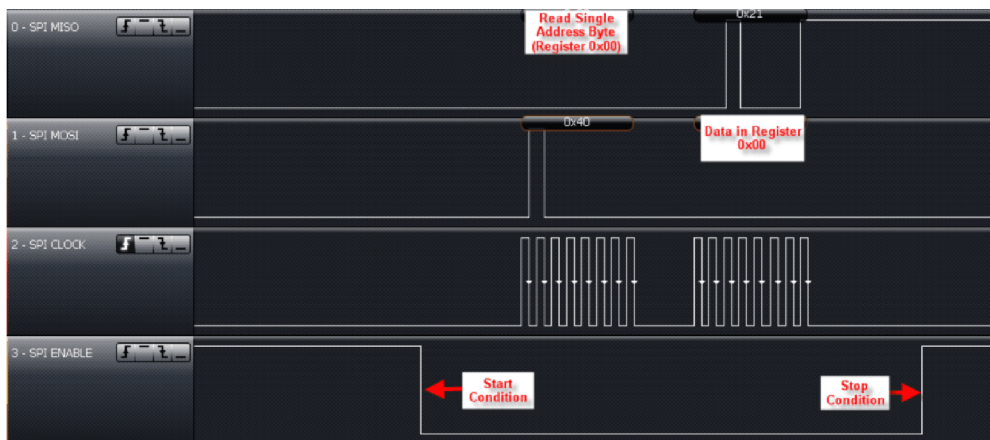 0 - SPI MISO
Read Single
Address Byte
(Register 0x00)
0x21
1 - SPI MOSI
0x40
Data in Register
0x00
2 - SPI CLOCK
3 - SPI ENABLE
Start
Condition
Stop
Condition